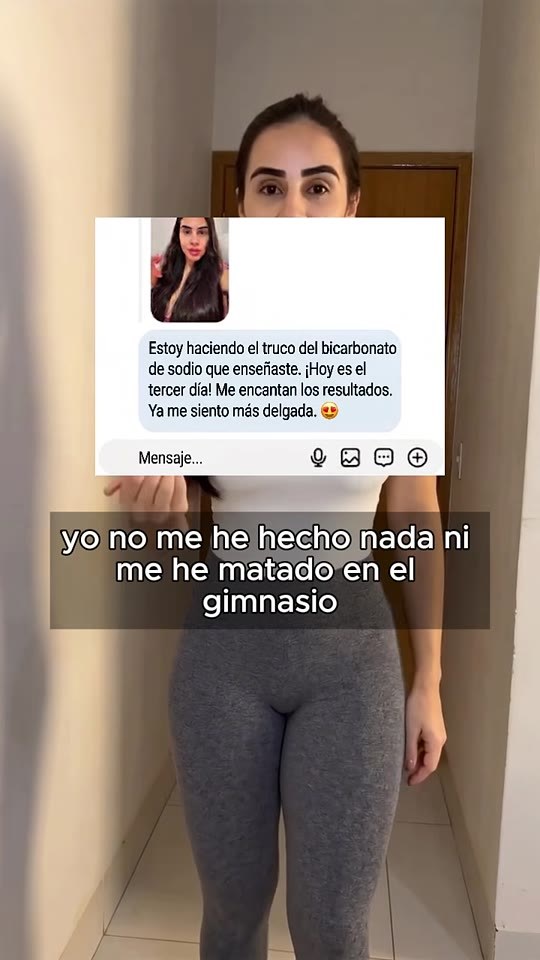 Estoy haciendo el truco del bicarbonato
de sodio que enseñaste. ¡Hoy es el
tercer día! Me encantan los resultados.
Ya me siento más delgada. 😍
Mensaje...
yo no me he hecho nada ni
me he matado en el
gimnasio